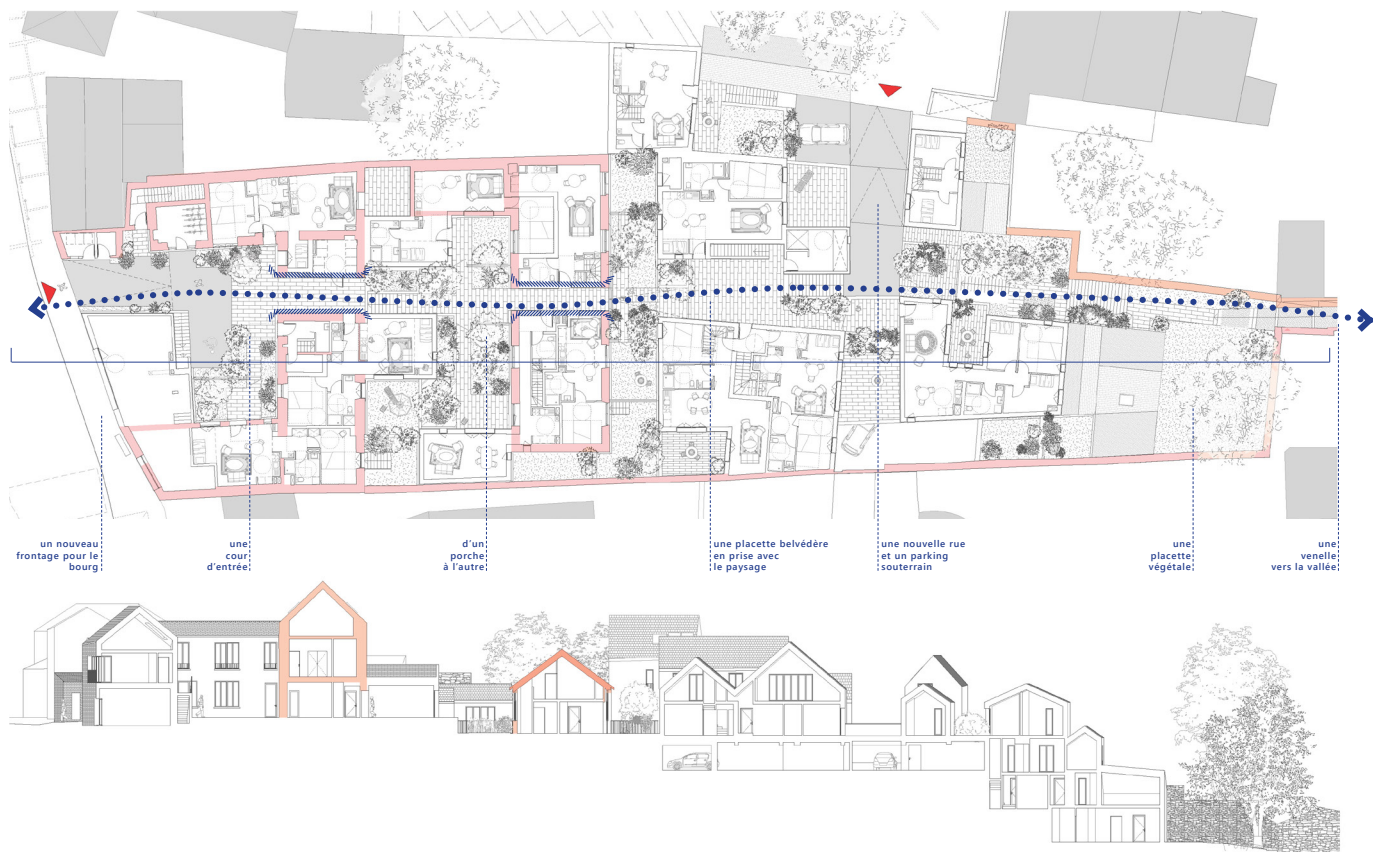 un nouveau
frontage pour le
bourg
une
cour
d'entrée
d'un
porche
à l'autre
une placette belvédère
en prise avec
le paysage
une nouvelle rue
et un parking
souterrain
une
placette
végétale
une
venelle
vers la vallée